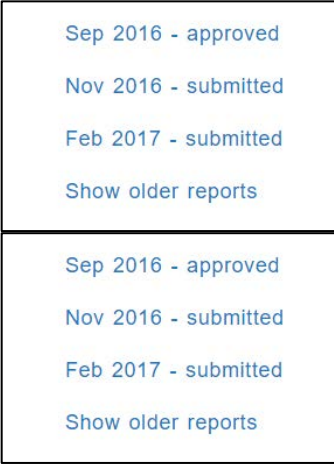 Sep 2016 - approved
Nov 2016 - submitted
Feb 2017 - submitted
Show older reports
Sep 2016 - approved
Nov 2016 - submitted
Feb 2017 - submitted
Show older reports